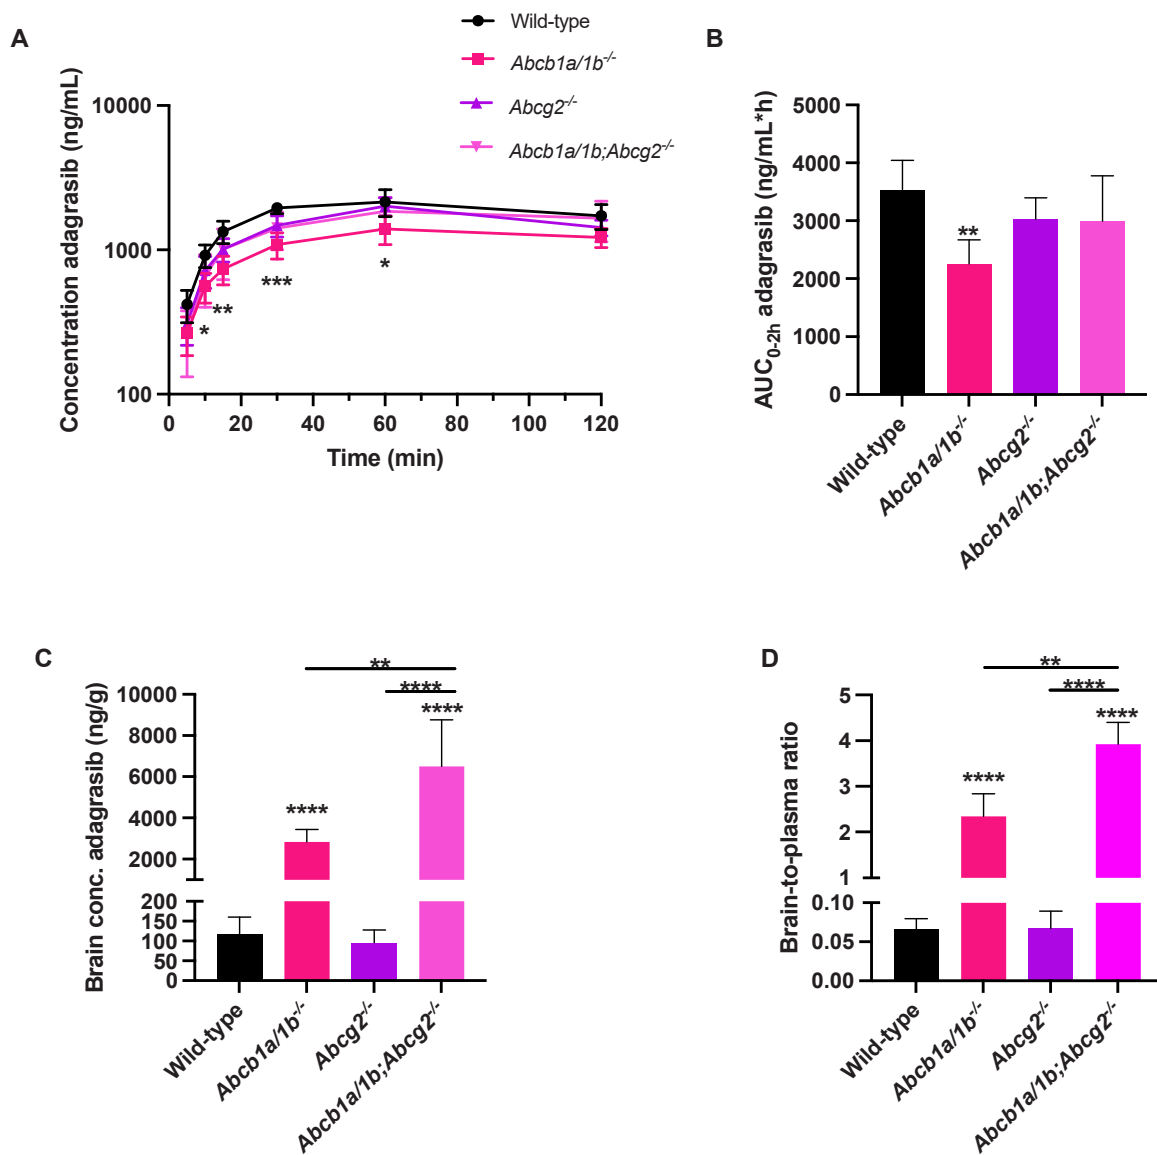 A
Wild-type
Abcb1a/1b-/-
Abcg2-/-
Abcb1a/1b;Abcg2-/-
Concentration adagrasib (ng/mL)
10000
1000
100
*
**
***
*
0
20
40
60
80
100
120
Time (min)
B
AUC0-2h adagrasib (ng/mL*h)
5000
4000
3000
2000
1000
0
**
Wild-type
Abcb1a/1b-/-
Abcg2-/-
Abcb1a/1b;Abcg2-/-
C
Brain conc. adagrasib (ng/g)
10000
8000
6000
4000
2000
200
150
100
50
0
**
****
****
****
Wild-type
Abcb1a/1b-/-
Abcg2-/-
Abcb1a/1b;Abcg2-/-
D
Brain-to-plasma ratio
5
4
3
2
1
0.10
0.05
0.00
**
****
****
****
Wild-type
Abcb1a/1b-/-
Abcg2-/-
Abcb1a/1b;Abcg2-/-